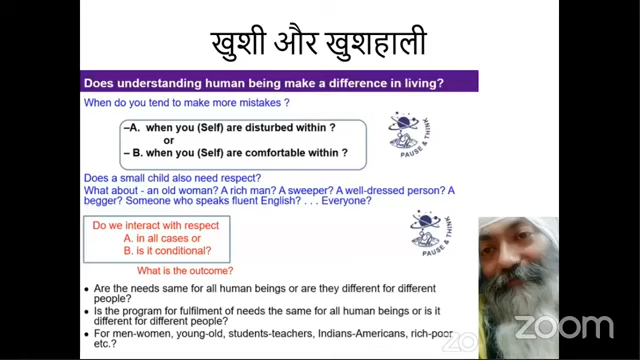 खुशी और खुशहाली
Does understanding human being make a difference in living?
When do you tend to make more mistakes ?
–A. when you (Self) are disturbed within ?
or
– B. when you (Self) are comfortable within ?
PAUSE & THINK
Does a small child also need respect?
What about - an old woman? A rich man? A sweeper? A well-dressed person? A
begger? Someone who speaks fluent English? . . . Everyone?
Do we interact with respect
A. in all cases or
B. is it conditional?
PAUSE & THINK
What is the outcome?
• Are the needs same for all human beings or are they different for different
people?
• Is the program for fulfilment of needs the same for all human beings or is it
different for different people?
• For men-women, young-old, students-teachers, Indians-Americans, rich-poor
etc.?
zoom
zoom